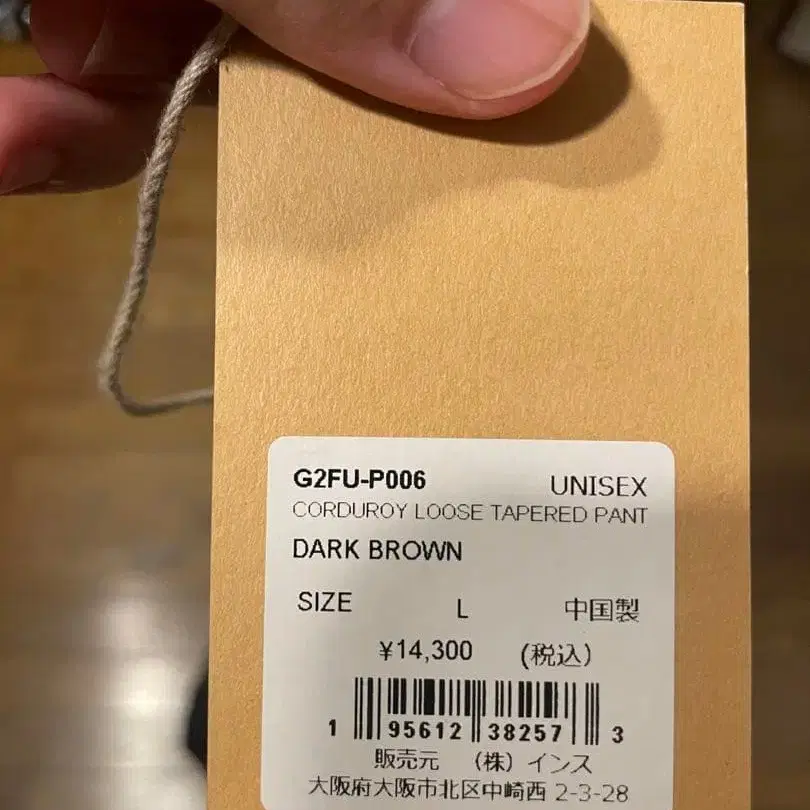 G2FU-P006 UNISEX
CORDUROY LOOSE TAPERED PANT
DARK BROWN
SIZE L 中国製
¥14,300 (税込)
1 95612 38257 3
販売元 (株)インス
大阪府大阪市北区中崎西 2-3-28